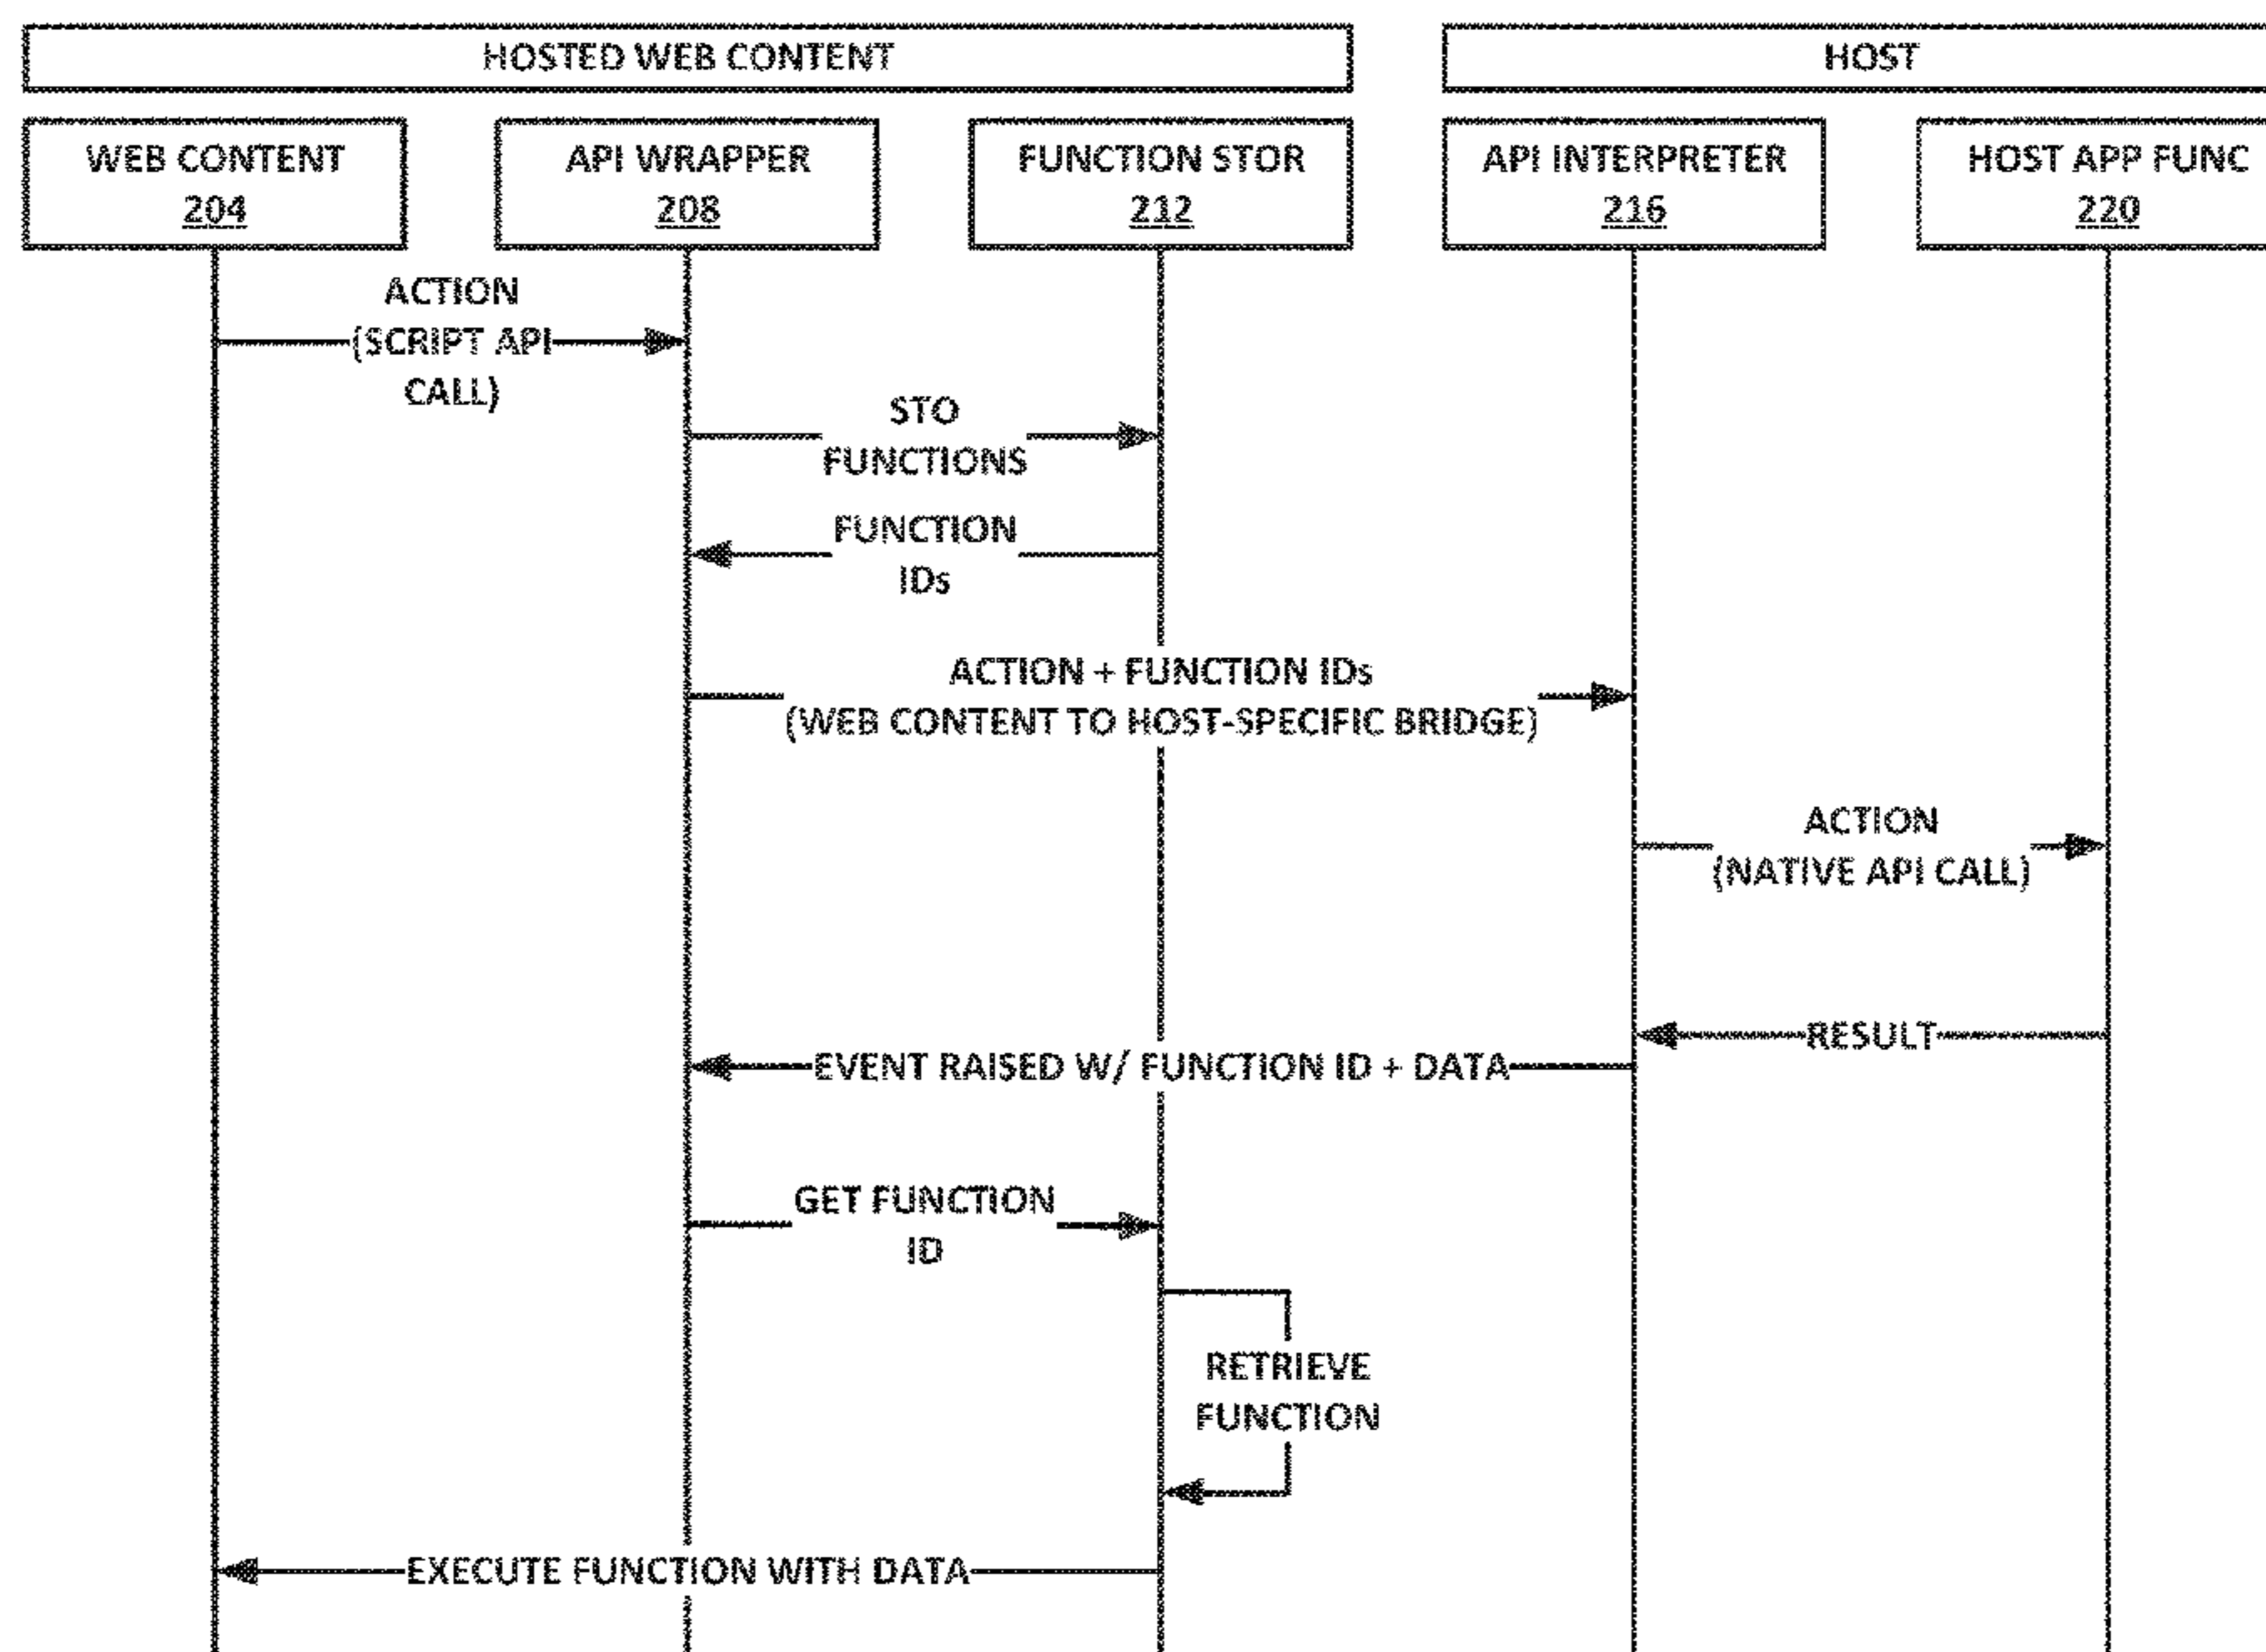 HOSTED WEB CONTENT
HOST
WEB CONTENT
204
API WRAPPER
208
FUNCTION STOR
212
API INTERPRETER
216
HOST APP FUNC
220
ACTION
(SCRIPT API
CALL)
STO
FUNCTIONS
FUNCTION
IDs
ACTION + FUNCTION IDs
(WEB CONTENT TO HOST-SPECIFIC BRIDGE)
ACTION
(NATIVE API CALL)
RESULT
EVENT RAISED W/ FUNCTION ID + DATA
GET FUNCTION
ID
RETRIEVE
FUNCTION
EXECUTE FUNCTION WITH DATA